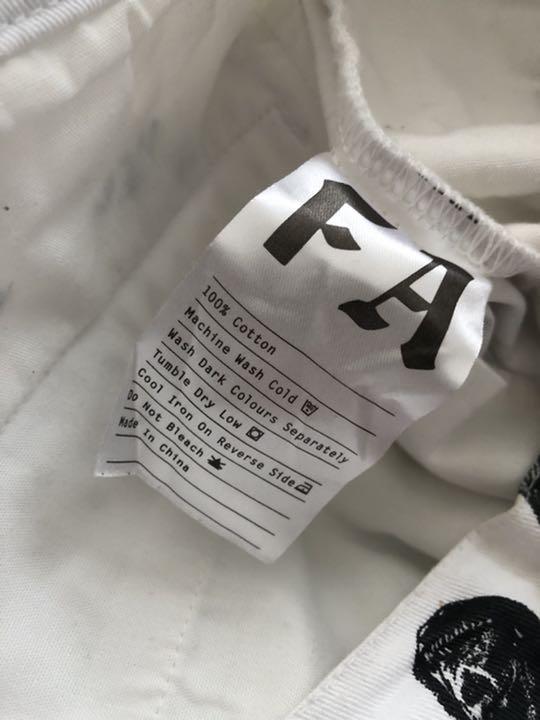 FA
100% Cotton
Machine Wash Cold
Wash Dark Colours Separately
Tumble Dry Low
Cool Iron On Reverse Side
Do Not Bleach
Made In China